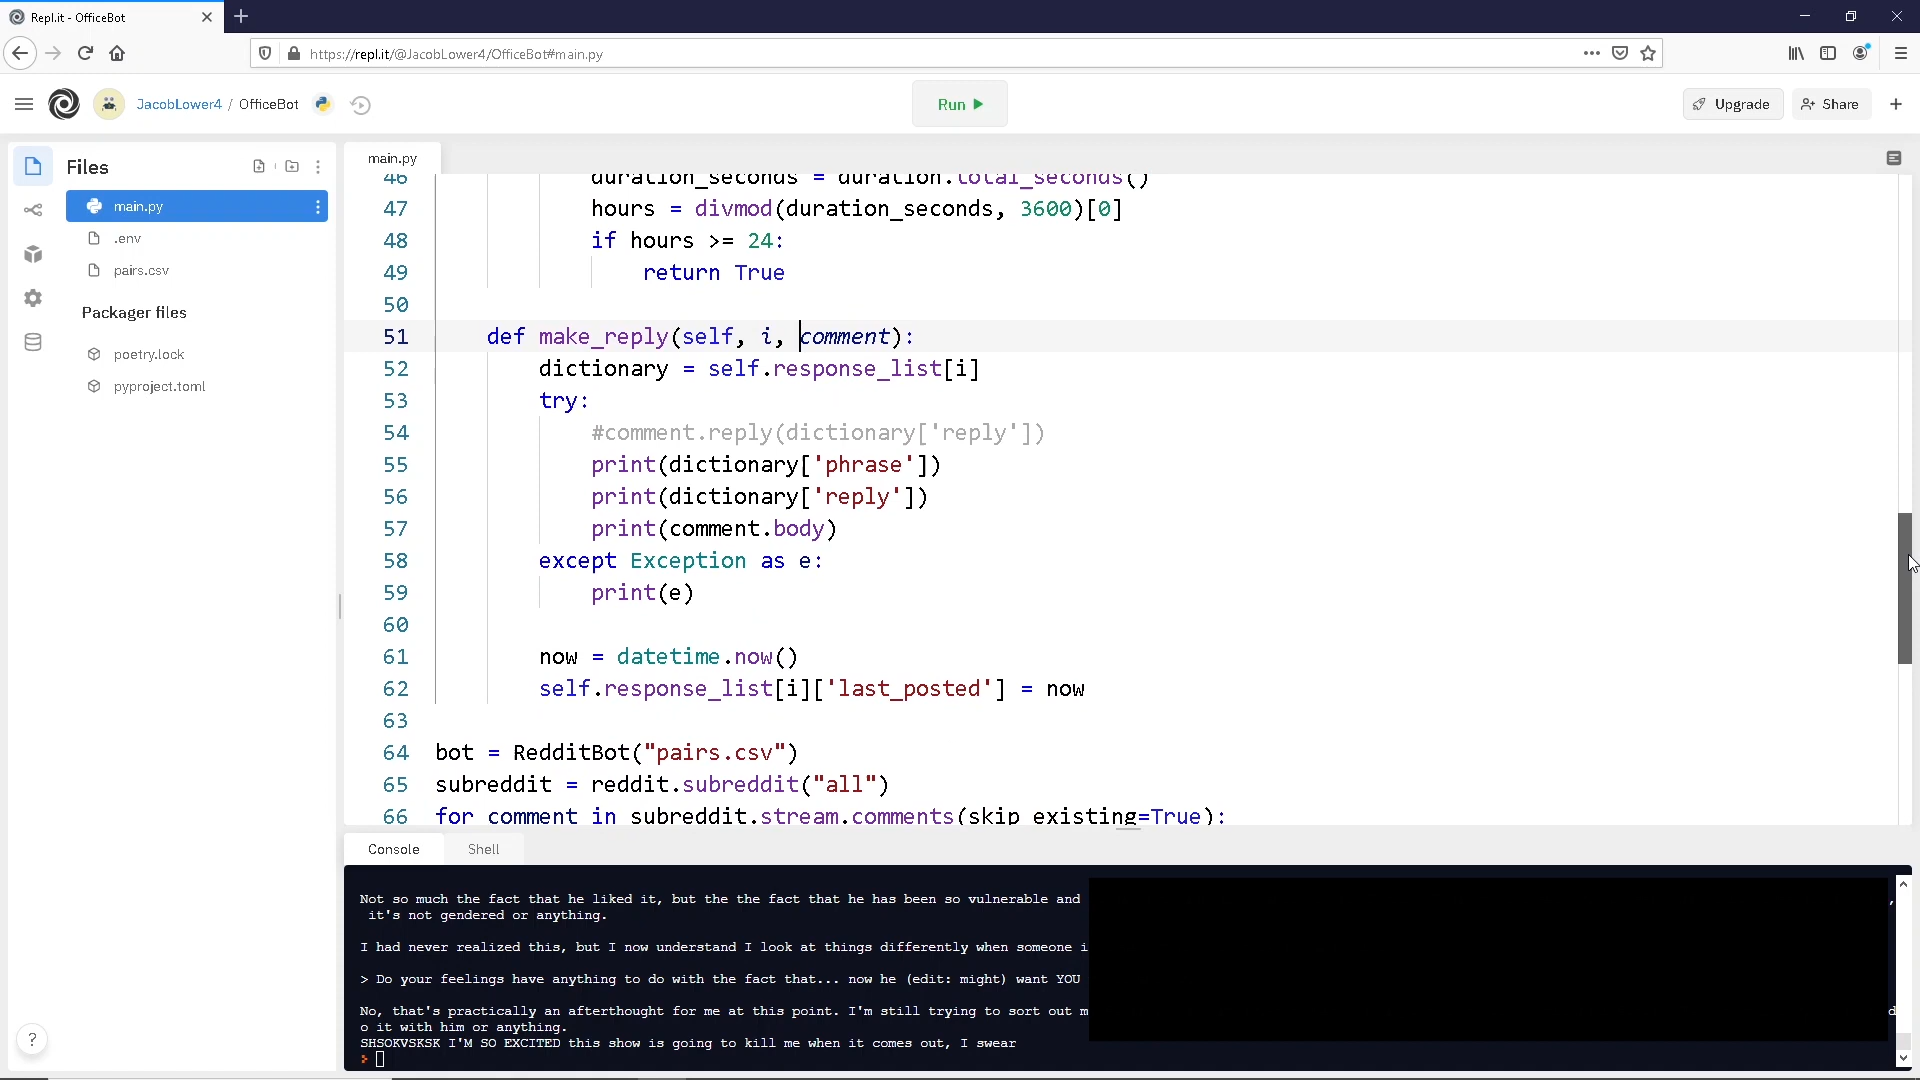 Repl.it - OfficeBot
https://repl.it/@JacobLower4/OfficeBot#main.py
JacobLower4 / OfficeBot
Run
Upgrade
Share
Files
main.py
.env
pairs.csv
Packager files
poetry.lock
pyproject.toml
main.py
46 duration_seconds = duration.total_seconds()
47 hours = divmod(duration_seconds, 3600)[0]
48 if hours >= 24:
49 return True
50
51 def make_reply(self, i, comment):
52 dictionary = self.response_list[i]
53 try:
54 #comment.reply(dictionary['reply'])
55 print(dictionary['phrase'])
56 print(dictionary['reply'])
57 print(comment.body)
58 except Exception as e:
59 print(e)
60
61 now = datetime.now()
62 self.response_list[i]['last_posted'] = now
63
64 bot = RedditBot("pairs.csv")
65 subreddit = reddit.subreddit("all")
66 for comment in subreddit.stream.comments(skip_existing=True):
Console
Shell
Not so much the fact that he liked it, but the the fact that he has been so vulnerable and ,
it's not gendered or anything.
I had never realized this, but I now understand I look at things differently when someone i
> Do your feelings have anything to do with the fact that... now he (edit: might) want YOU
No, that's practically an afterthought for me at this point. I'm still trying to sort out m d
o it with him or anything.
SHSOKVSKSK I'M SO EXCITED this show is going to kill me when it comes out, I swear
>
?